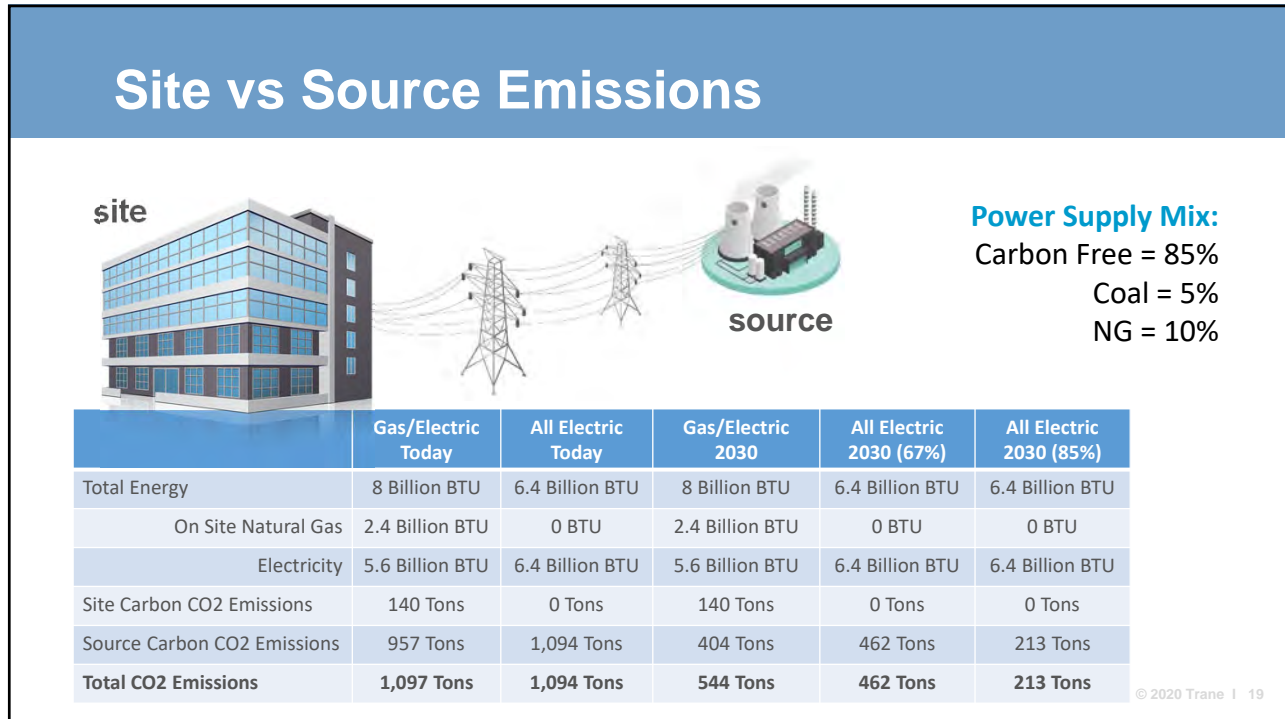 Site vs Source Emissions
site
source
Power Supply Mix:
Carbon Free = 85%
Coal = 5%
NG = 10%
Gas/Electric Today All Electric Today Gas/Electric 2030 All Electric 2030 (67%) All Electric 2030 (85%)
Total Energy 8 Billion BTU 6.4 Billion BTU 8 Billion BTU 6.4 Billion BTU 6.4 Billion BTU
On Site Natural Gas 2.4 Billion BTU 0 BTU 2.4 Billion BTU 0 BTU 0 BTU
Electricity 5.6 Billion BTU 6.4 Billion BTU 5.6 Billion BTU 6.4 Billion BTU 6.4 Billion BTU
Site Carbon CO2 Emissions 140 Tons 0 Tons 140 Tons 0 Tons 0 Tons
Source Carbon CO2 Emissions 957 Tons 1,094 Tons 404 Tons 462 Tons 213 Tons
Total CO2 Emissions 1,097 Tons 1,094 Tons 544 Tons 462 Tons 213 Tons
© 2020 Trane I 19